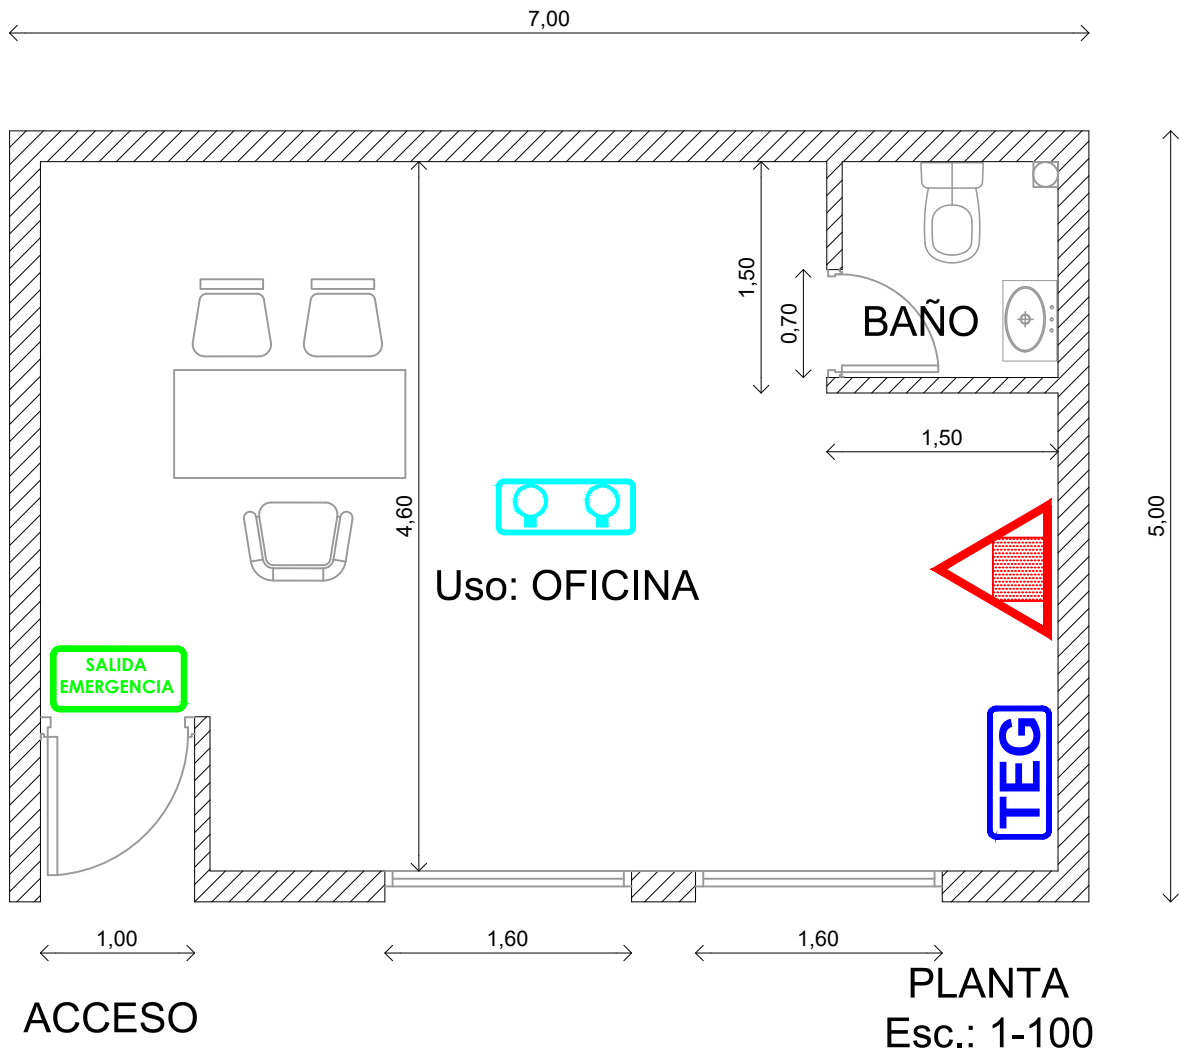 7,00
1,50
0,70
BAÑO
1,50
4,60
5,00
Uso: OFICINA
SALIDA
EMERGENCIA
TEG
1,00
1,60
1,60
PLANTA
ACCESO
Esc.: 1-100